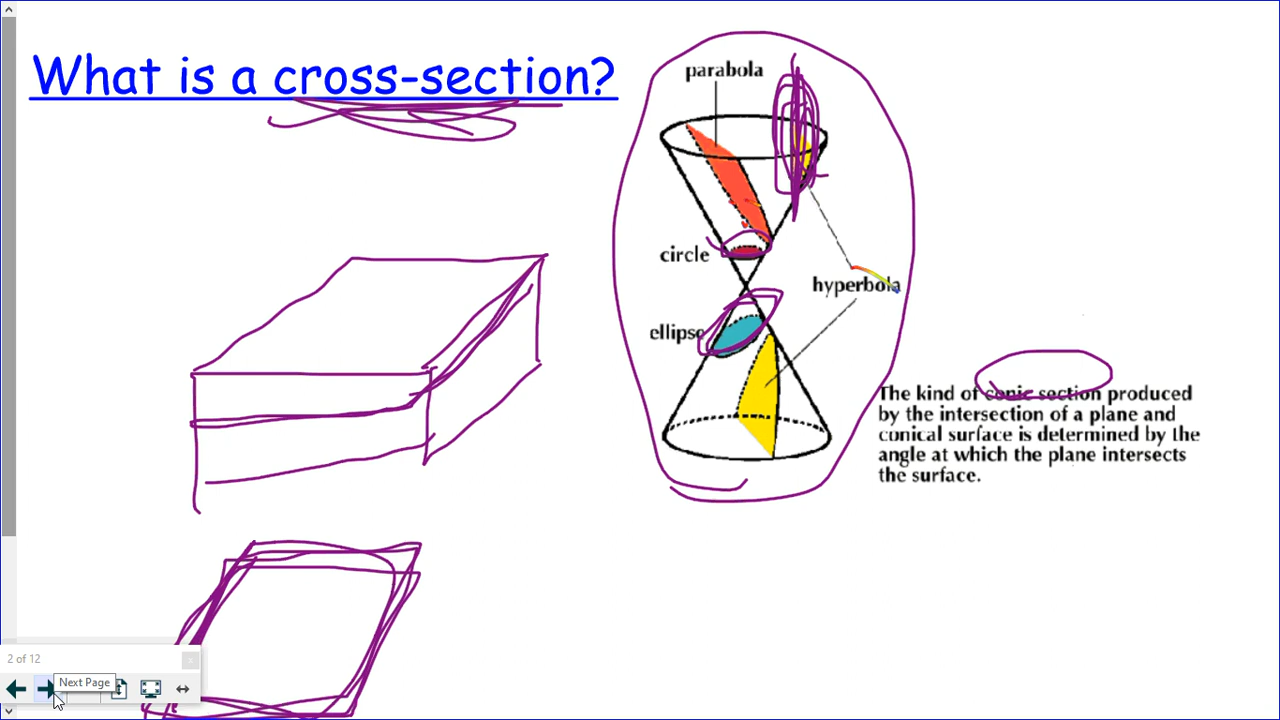 What is a cross-section?
parabola
circle
hyperbola
ellipse
The kind of conic section produced
by the intersection of a plane and
conical surface is determined by the
angle at which the plane intersects
the surface.
2 of 12
Next Page